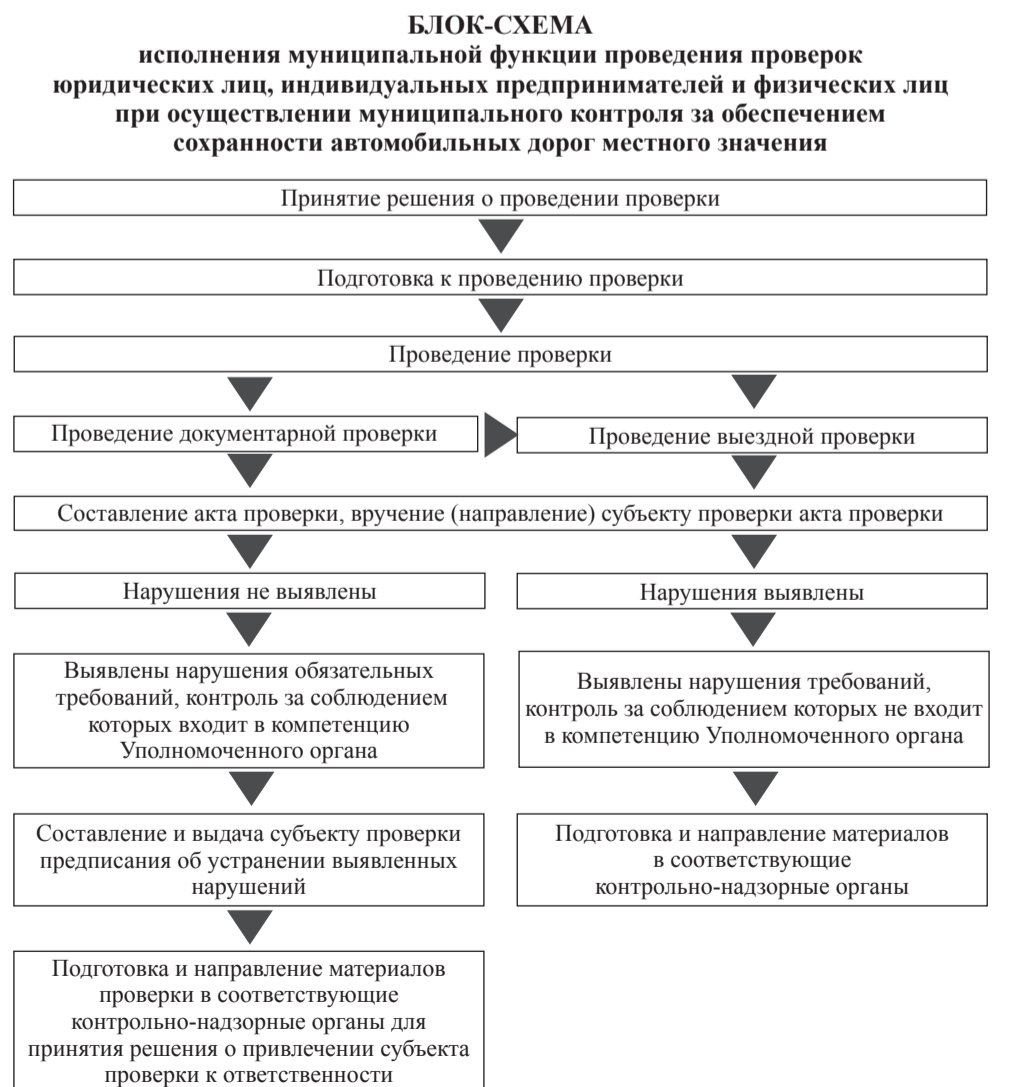 БЛОК-СХЕМА
исполнения муниципальной функции проведения проверок
юридических лиц, индивидуальных предпринимателей и физических лиц
при осуществлении муниципального контроля за обеспечением
сохранности автомобильных дорог местного значения
Принятие решения о проведении проверки
Подготовка к проведению проверки
Проведение проверки
Проведение документарной проверки
Проведение выездной проверки
Составление акта проверки, вручение (направление) субъекту проверки акта проверки
Нарушения не выявлены
Нарушения выявлены
Выявлены нарушения обязательных
требований, контроль за соблюдением
которых входит в компетенцию
Уполномоченного органа
Выявлены нарушения требований,
контроль за соблюдением которых не входит
в компетенцию Уполномоченного органа
Составление и выдача субъекту проверки
предписания об устранении выявленных
нарушений
Подготовка и направление материалов
в соответствующие
контрольно-надзорные органы
Подготовка и направление материалов
проверки в соответствующие
контрольно-надзорные органы для
принятия решения о привлечении субъекта
проверки к ответственности